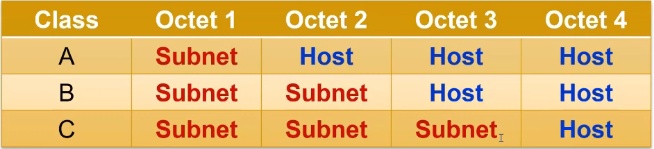 Class Octet 1 Octet 2 Octet 3 Octet 4
A Subnet Host Host Host
B Subnet Subnet Host Host
C Subnet Subnet Subnet Host